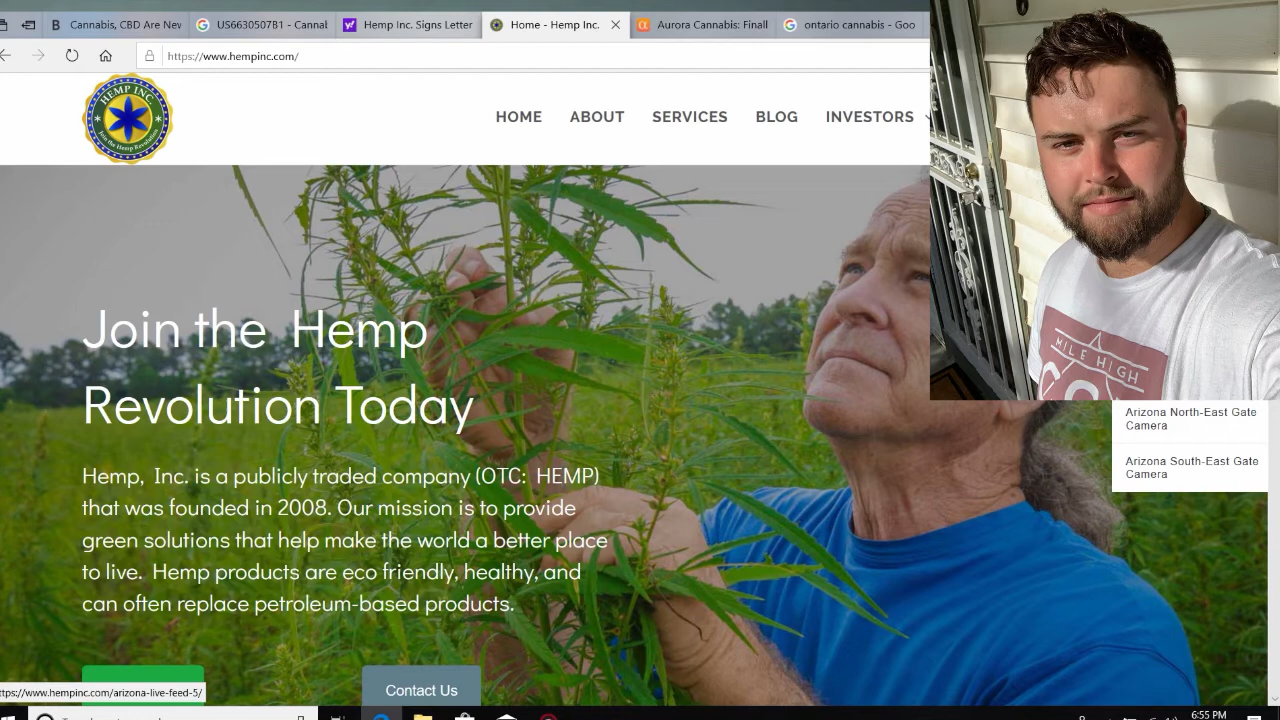 Cannabis, CBD Are Nev
US6630507B1 - Cannal
Hemp Inc. Signs Letter
Home - Hemp Inc.
Aurora Cannabis: Finall
ontario cannabis - Goo
https://www.hempinc.com/
HEMP INC.
Join the Hemp Revolution
HOME ABOUT SERVICES BLOG INVESTORS
MILE HIGH
Join the Hemp
Revolution Today
Arizona North-East Gate
Camera
Arizona South-East Gate
Camera
Hemp, Inc. is a publicly traded company (OTC: HEMP)
that was founded in 2008. Our mission is to provide
green solutions that help make the world a better place
to live. Hemp products are eco friendly, healthy, and
can often replace petroleum-based products.
Contact Us
ttps://www.hempinc.com/arizona-live-feed-5/
6:55 PM